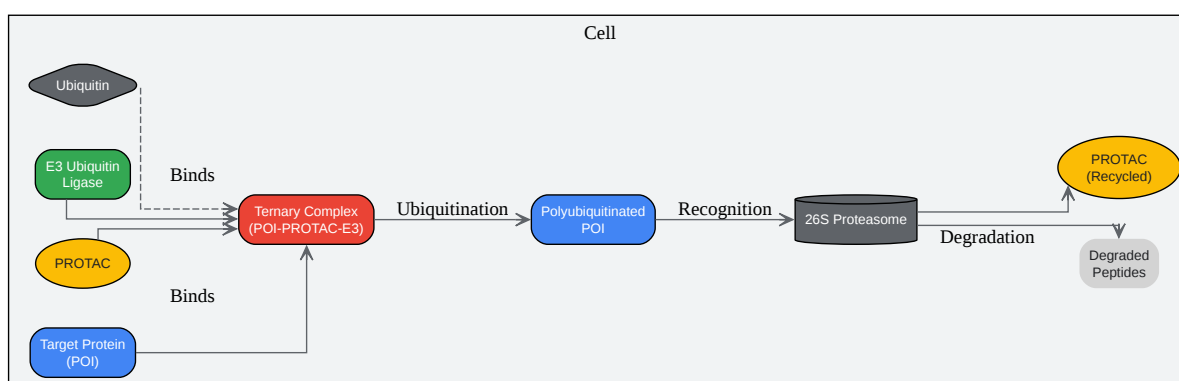 Cell
Ubiquitin
E3 Ubiquitin
Ligase
Binds
PROTAC
Binds
Target Protein
(POI)
Ternary Complex
(POI-PROTAC-E3)
Ubiquitination
Polyubiquitinated
POI
Recognition
26S Proteasome
PROTAC
(Recycled)
Degradation
Degraded
Peptides